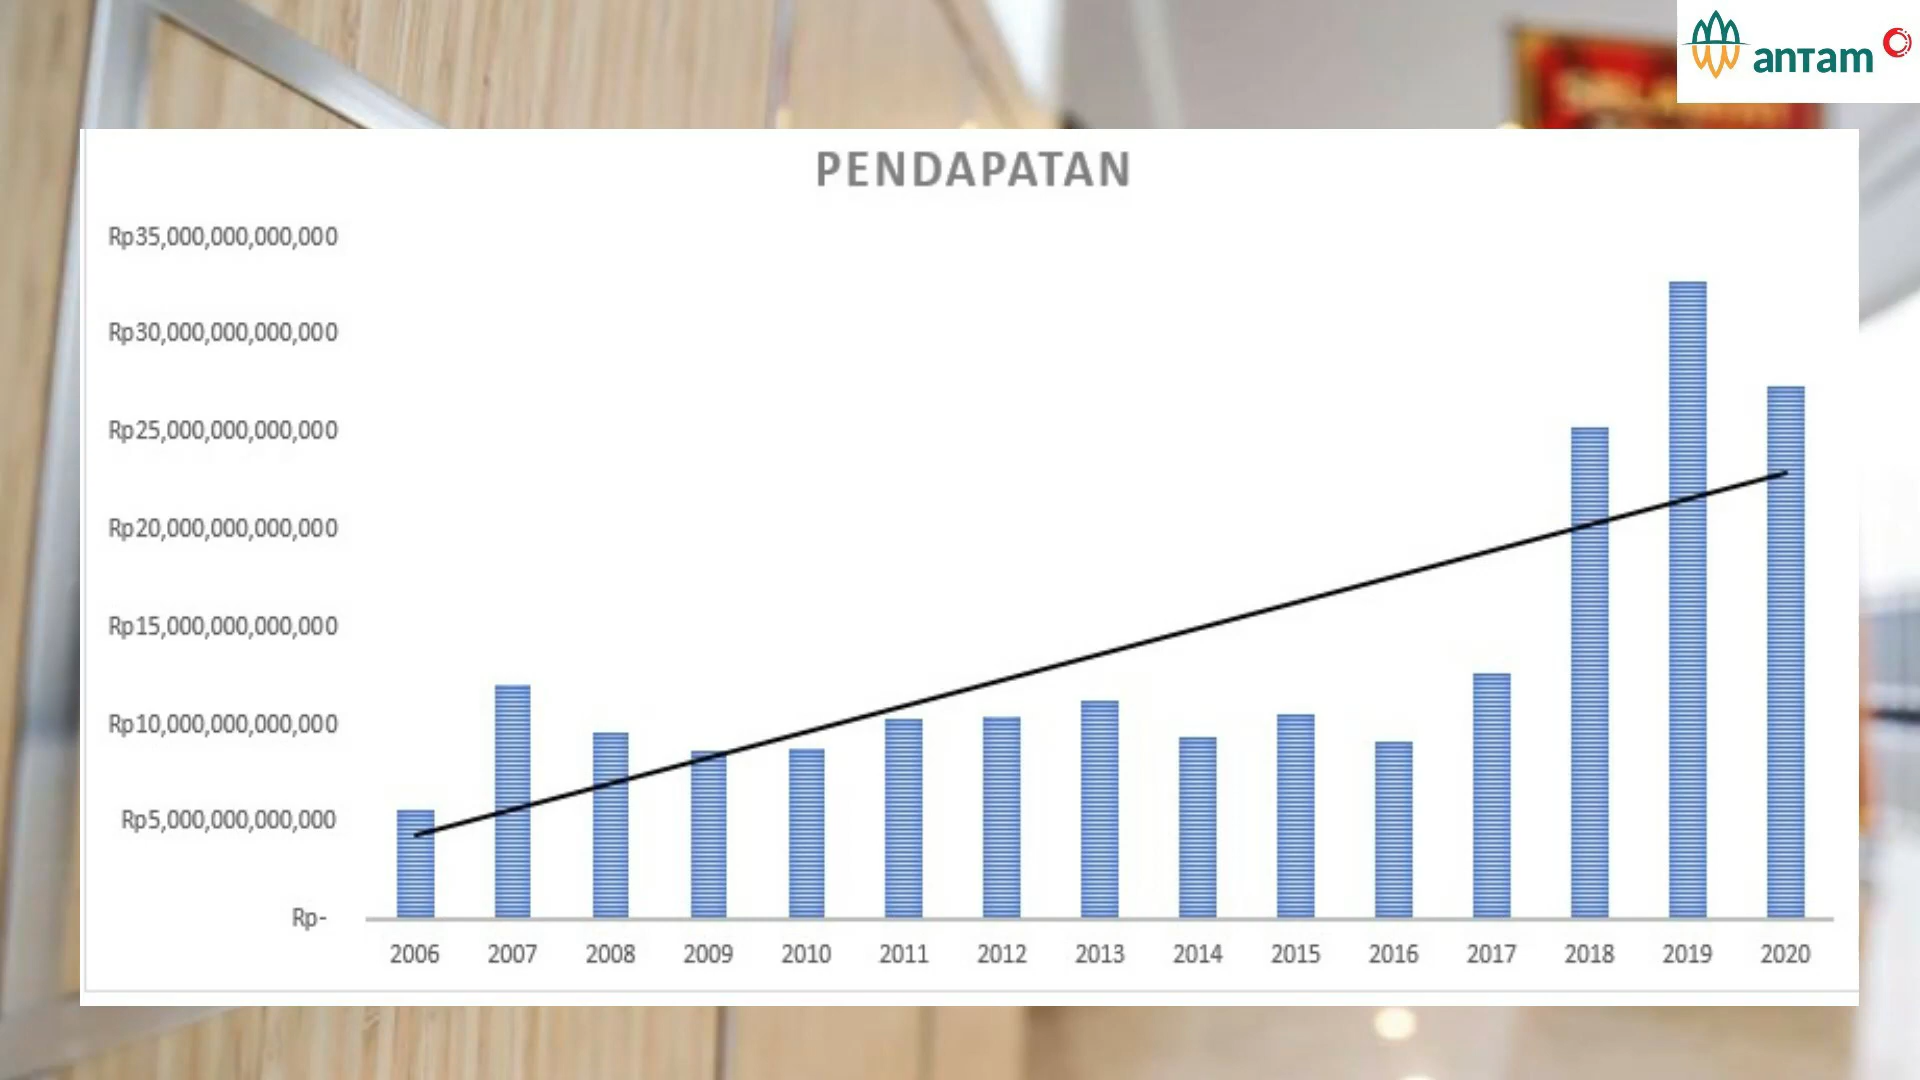 anTam
PENDAPATAN
Rp35,000,000,000,000
Rp30,000,000,000,000
Rp25,000,000,000,000
Rp20,000,000,000,000
Rp15,000,000,000,000
Rp10,000,000,000,000
Rp5,000,000,000,000
Rp-
2006 2007 2008 2009 2010 2011 2012 2013 2014 2015 2016 2017 2018 2019 2020